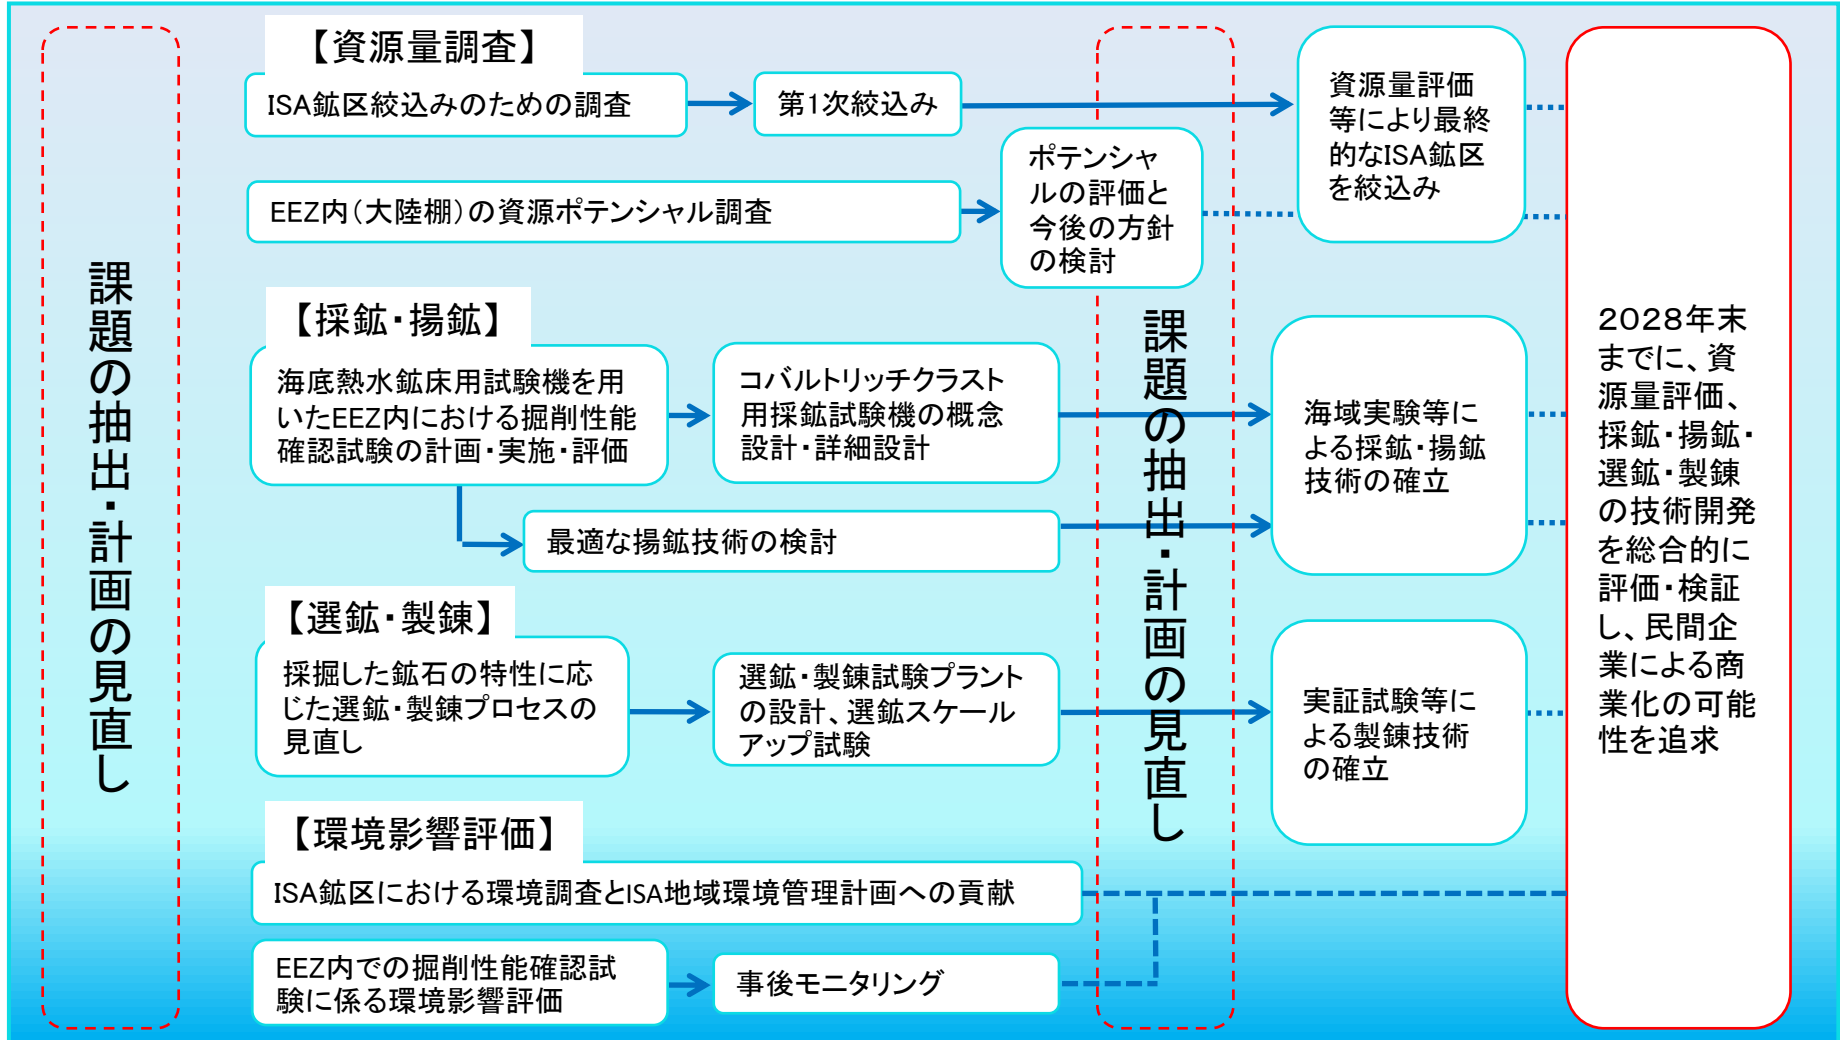 課題の抽出・計画の見直し
【資源量調査】
ISA鉱区絞込みのための調査
第1次絞込み
資源量評価
等により最終
的なISA鉱区
を絞込み
EEZ内(大陸棚)の資源ポテンシャル調査
ポテンシャ
ルの評価と
今後の方針
の検討
【採鉱・揚鉱】
海底熱水鉱床用試験機を用
いたEEZ内における掘削性能
確認試験の計画・実施・評価
コバルトリッチクラスト
用採鉱試験機の概念
設計・詳細設計
最適な揚鉱技術の検討
課題の抽出・計画の見直し
海域実験等に
よる採鉱・揚鉱
技術の確立
【選鉱・製錬】
採掘した鉱石の特性に応
じた選鉱・製錬プロセスの
見直し
選鉱・製錬試験プラント
の設計、選鉱スケール
アップ試験
実証試験等に
よる製錬技術
の確立
【環境影響評価】
ISA鉱区における環境調査とISA地域環境管理計画への貢献
EEZ内での掘削性能確認試
験に係る環境影響評価
事後モニタリング
2028年末
までに、資
源量評価、
採鉱・揚鉱・
選鉱・製錬
の技術開発
を総合的に
評価・検証
し、民間企
業による商
業化の可能
性を追求